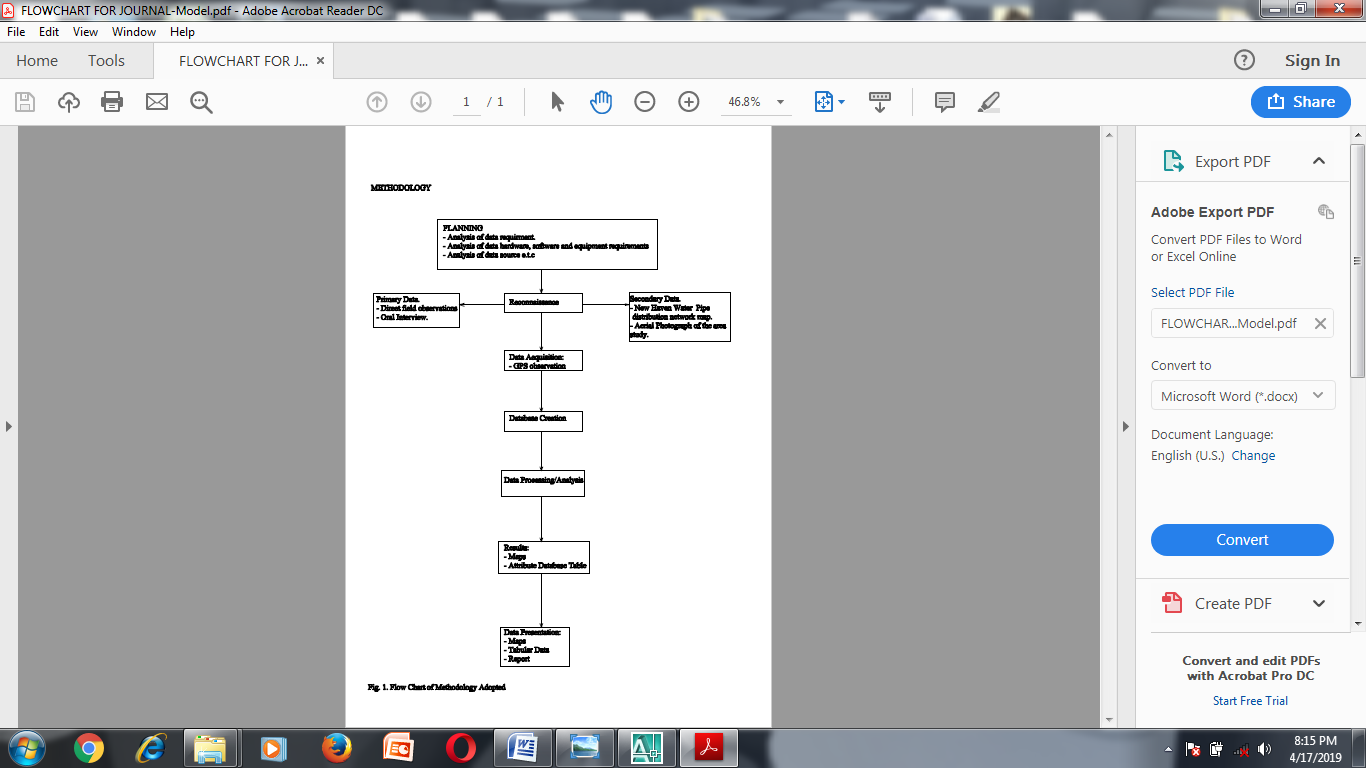 FLOWCHART FOR JOURNAL-Model.pdf - Adobe Acrobat Reader DC
File Edit View Window Help
Home Tools FLOWCHART FOR J... × Sign In
1 / 1 46.8% Share
METHODOLOGY
PLANNING
- Analysis of data requirment.
- Analysis of data hardware, software and equipment requirements
- Analysis of data source e.t.c
Primary Data.
- Direct field observations
- Oral Interview.
Reconnaissance
Secondary Data.
- New Haven Water Pipe
distribution network map.
- Aerial Photograph of the area
study.
Data Aaquisition:
- GPS observation
Database Creation
Data Processing/Analysis
Results:
- Maps
- Attribute Database Table
Data Presentation:
- Maps
- Tabular Data
- Report
Fig. 1. Flow Chart of Methodology Adopted
Export PDF
Adobe Export PDF
Convert PDF Files to Word
or Excel Online
Select PDF File
FLOWCHAR...Model.pdf
Convert to
Microsoft Word (*.docx)
Document Language:
English (U.S.) Change
Convert
Create PDF
Convert and edit PDFs
with Acrobat Pro DC
Start Free Trial
8:15 PM
4/17/2019